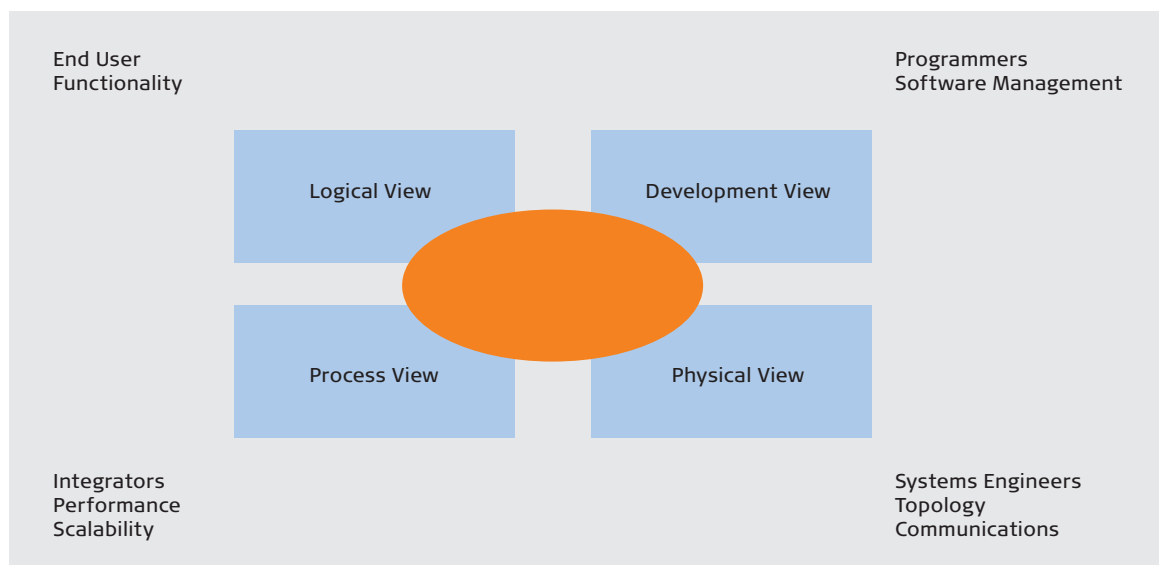 End User
Functionality
Programmers
Software Management
Logical View
Development View
Process View
Physical View
Integrators
Performance
Scalability
Systems Engineers
Topology
Communications